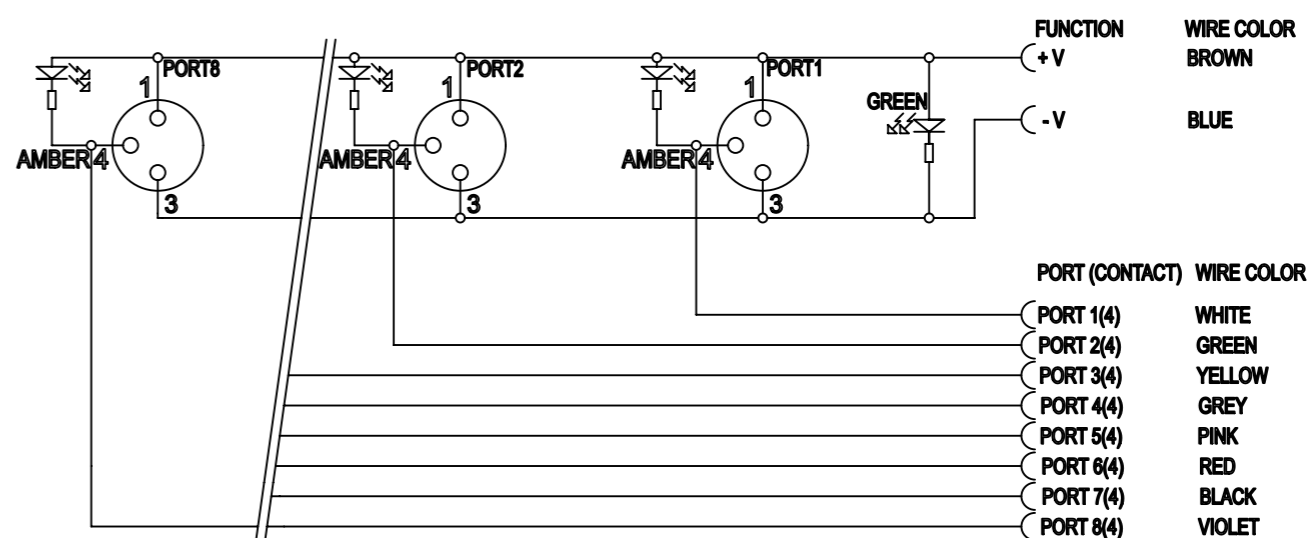 FUNCTION WIRE COLOR
+ V BROWN
PORT8 PORT2 PORT1
1 1 1
GREEN
- V BLUE
AMBER 4 AMBER 4 AMBER 4
3 3 3
PORT (CONTACT) WIRE COLOR
PORT 1(4) WHITE
PORT 2(4) GREEN
PORT 3(4) YELLOW
PORT 4(4) GREY
PORT 5(4) PINK
PORT 6(4) RED
PORT 7(4) BLACK
PORT 8(4) VIOLET